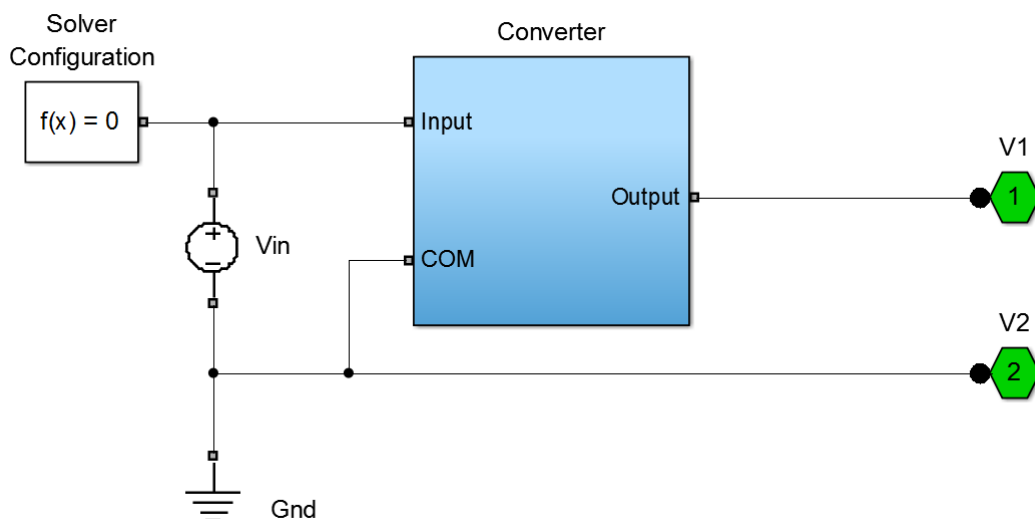 Solver
Configuration
f(x) = 0
Converter
Input
Output
COM
Vin
V1
1
V2
2
Gnd